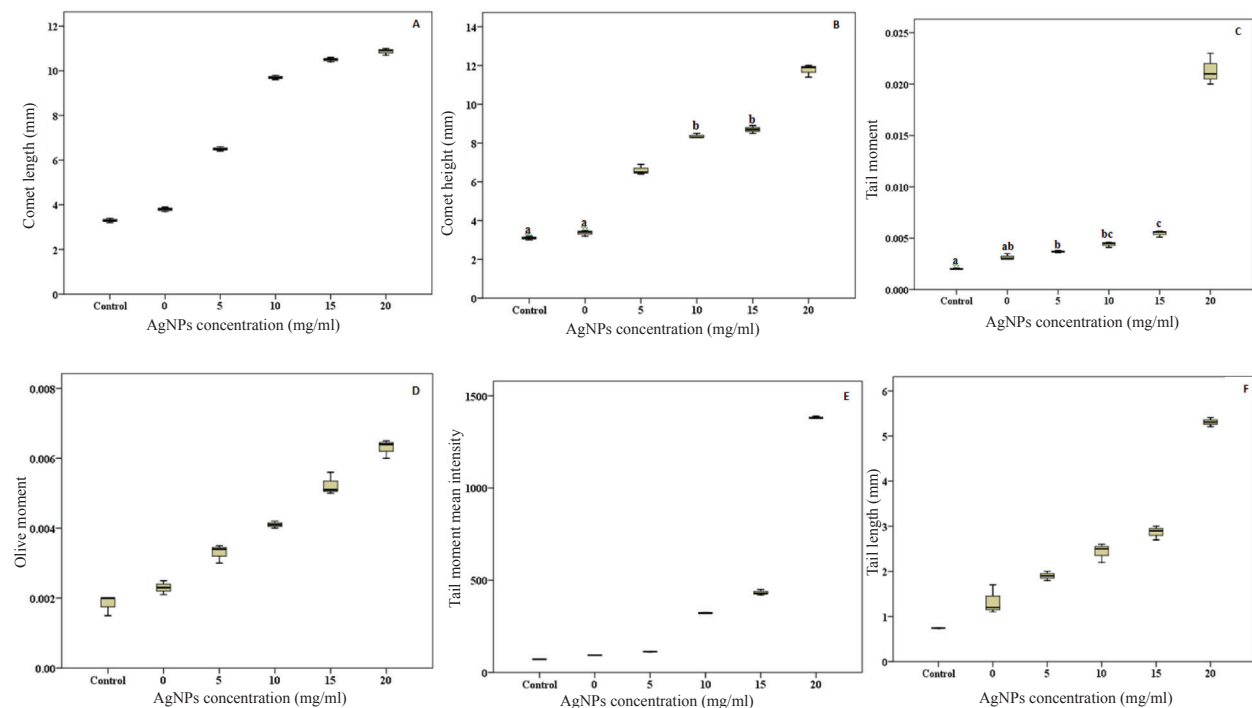 A
Comet length (mm)
12
10
8
6
4
2
0
Control 0 5 10 15 20
AgNPs concentration (mg/ml)
B
Comet height (mm)
14
12
10
8
6
4
2
0
a a b b
Control 0 5 10 15 20
AgNPs concentration (mg/ml)
C
Tail moment
0.025
0.020
0.015
0.010
0.005
0.000
a ab b bc c
Control 0 5 10 15 20
AgNPs concentration (mg/ml)
D
Olive moment
0.008
0.006
0.004
0.002
0.00
Control 0 5 10 15 20
AgNPs concentration (mg/ml)
E
Tail moment mean intensity
1500
1000
500
0
Control 0 5 10 15 20
AgNPs concentration (mg/ml)
F
Tail length (mm)
6
5
4
3
2
1
0
Control 0 5 10 15 20
AgNPs concentration (mg/ml)